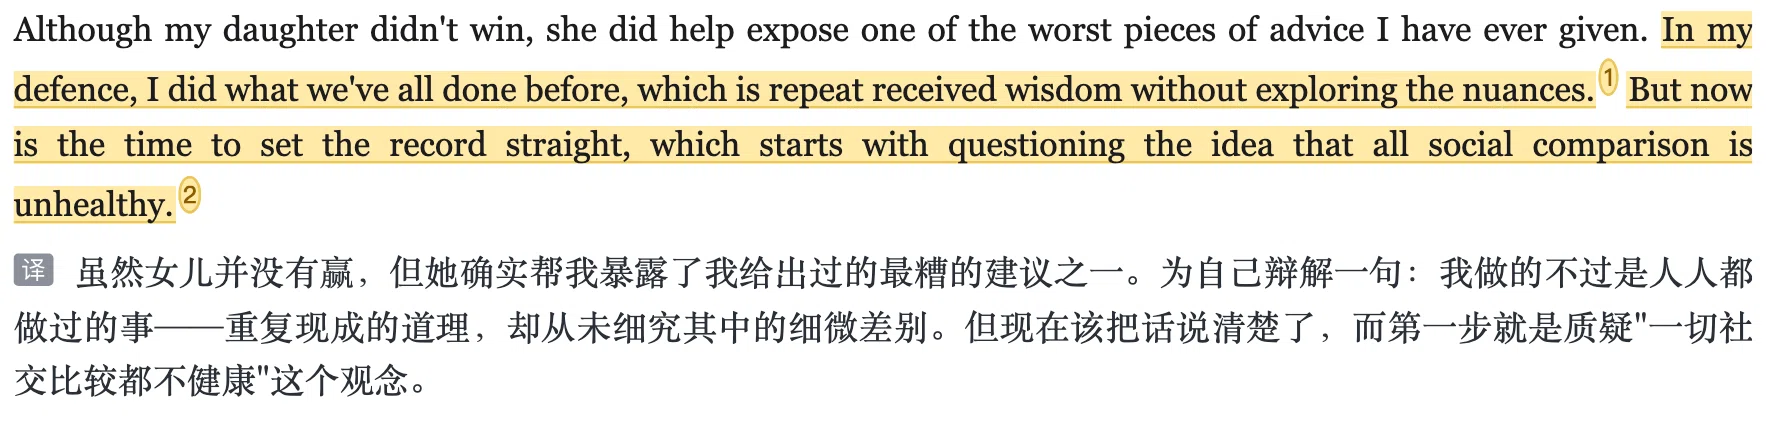 Although my daughter didn't win, she did help expose one of the worst pieces of advice I have ever given. In my
defence, I did what we've all done before, which is repeat received wisdom without exploring the nuances.① But now
is the time to set the record straight, which starts with questioning the idea that all social comparison is
unhealthy.②
译 虽然女儿并没有赢，但她确实帮我暴露了我给出过的最糟的建议之一。为自己辩解一句：我做的不过是人人都
做过的事——重复现成的道理，却从未细究其中的细微差别。但现在该把话说清楚了，而第一步就是质疑"一切社
交比较都不健康"这个观念。